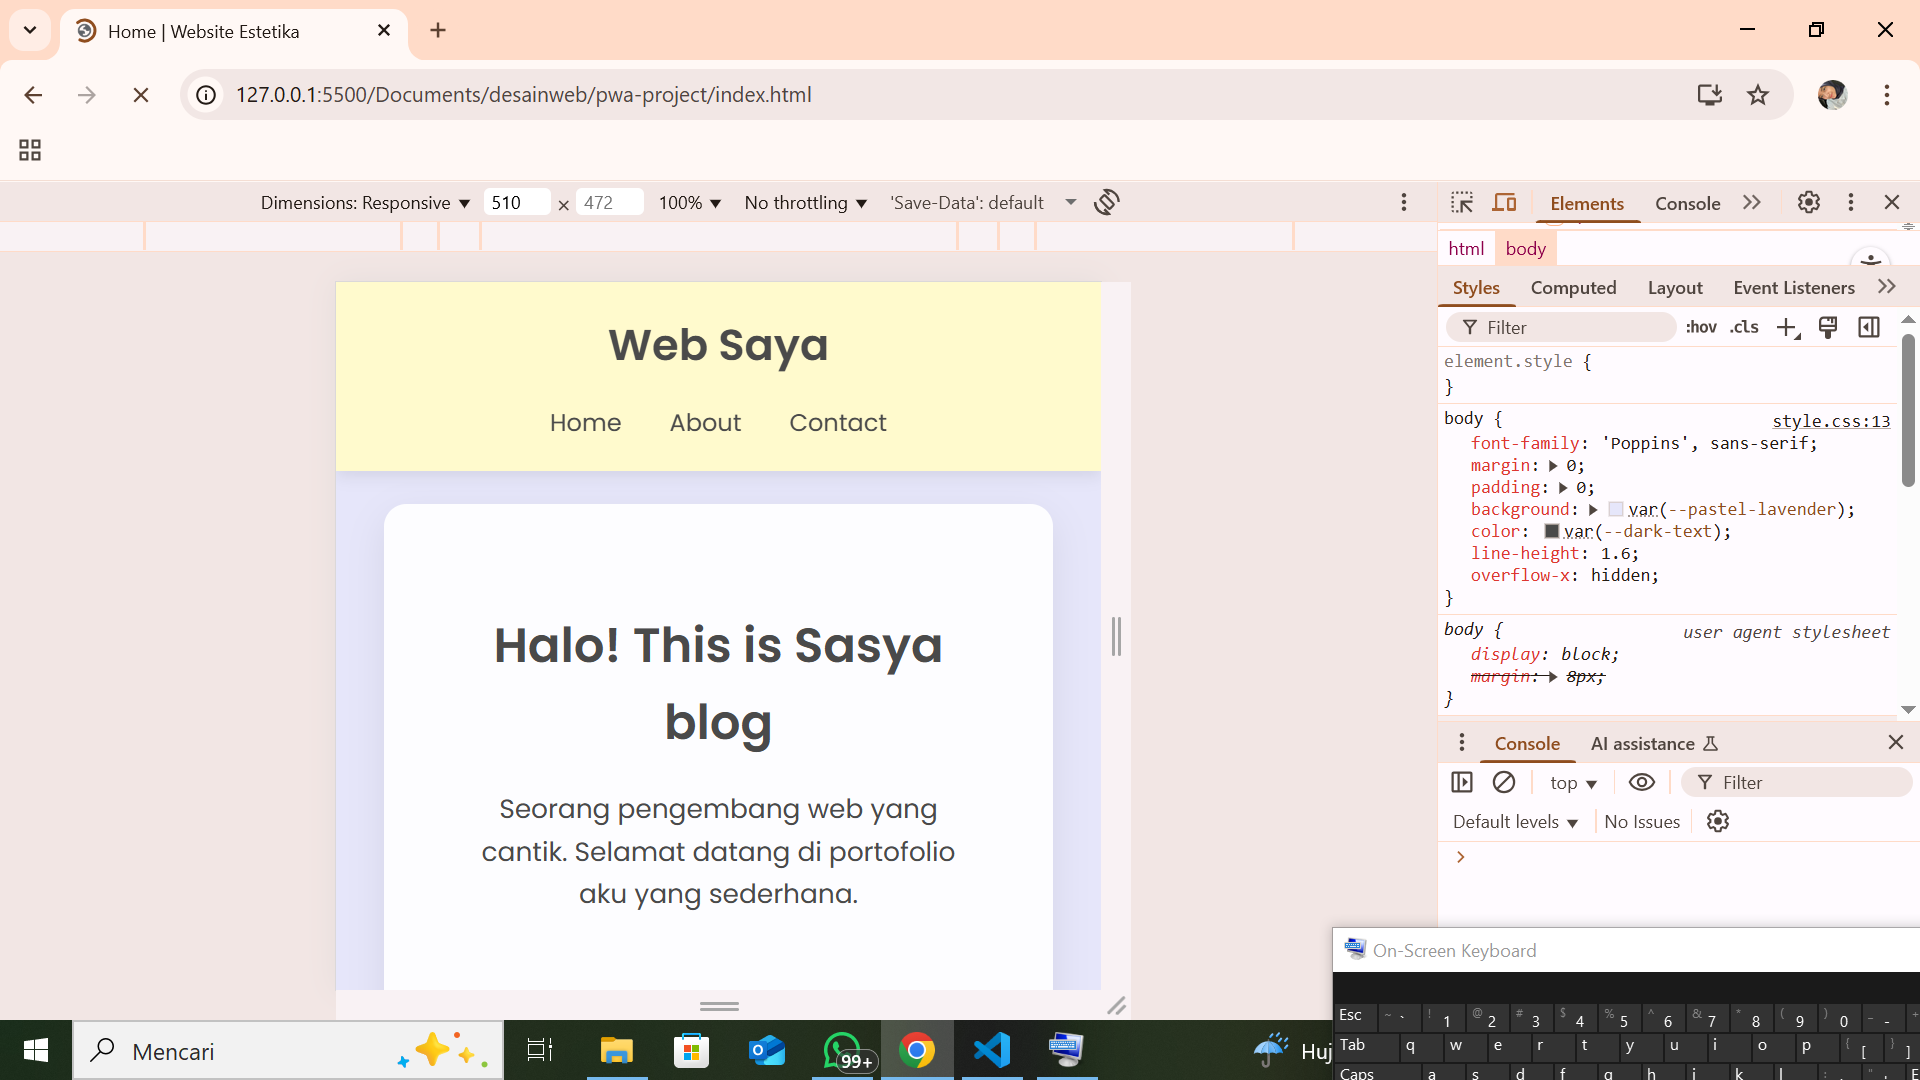 Home | Website Estetika
127.0.0.1:5500/Documents/desainweb/pwa-project/index.html
Dimensions: Responsive ▼ 510 × 472 100% ▼ No throttling ▼ 'Save-Data': default
Elements Console
html body
Styles Computed Layout Event Listeners
Filter :hov .cls
element.style {
}
body { style.css:13
font-family: 'Poppins', sans-serif;
margin: 0;
padding: 0;
background: var(--pastel-lavender);
color: var(--dark-text);
line-height: 1.6;
overflow-x: hidden;
}
body { user agent stylesheet
display: block;
margin: 8px;
}
Console AI assistance
top ▼ Filter
Default levels ▼ No Issues
Web Saya
Home About Contact
Halo! This is Sasya
blog
Seorang pengembang web yang
cantik. Selamat datang di portofolio
aku yang sederhana.
On-Screen Keyboard
Esc ~ ` ! 1 @ 2 # 3 $ 4 % 5 ^ 6 & 7 * 8 ( 9 ) 0 _ -
Tab q w e r t y u i o p { [ } ]
Caps a s d f g h j k l
Mencari
99+
Huj